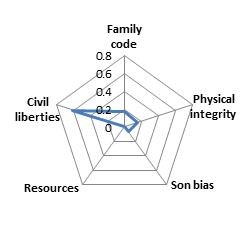 Family
code
0.8
0.6
0.4
0.2
0
Physical
integrity
Son bias
Resources
Civil
liberties